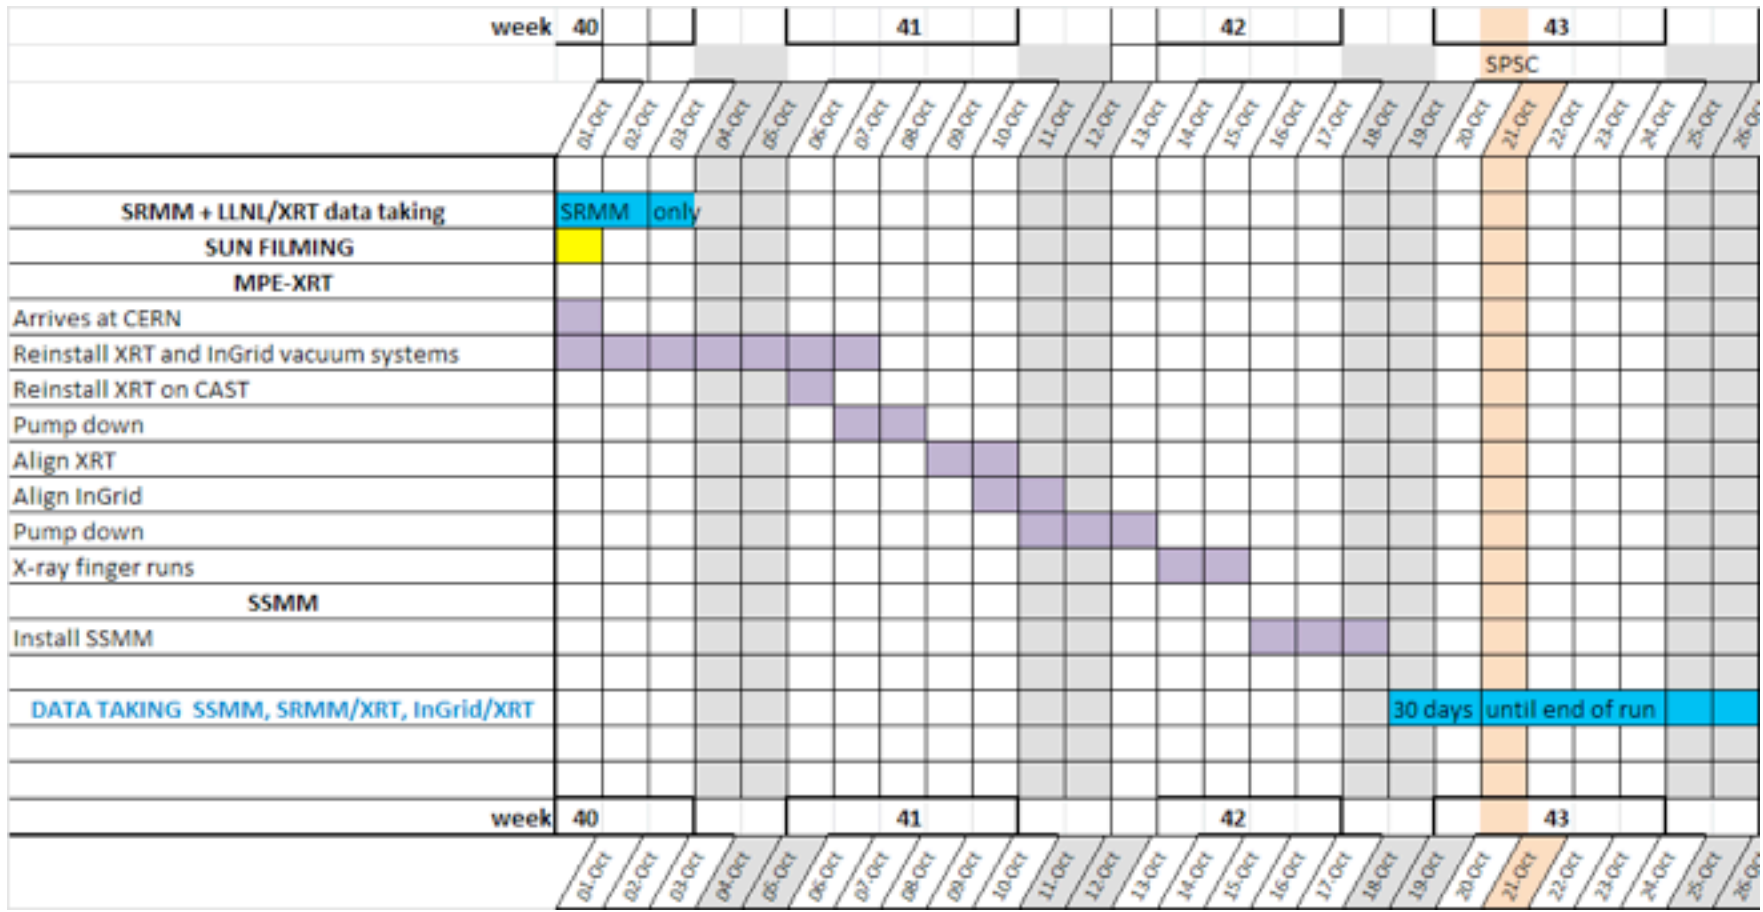 week 40 41 42 43
SPSC
01.Oct 02.Oct 03.Oct 04.Oct 05.Oct 06.Oct 07.Oct 08.Oct 09.Oct 10.Oct 11.Oct 12.Oct 13.Oct 14.Oct 15.Oct 16.Oct 17.Oct 18.Oct 19.Oct 20.Oct 21.Oct 22.Oct 23.Oct 24.Oct 25.Oct 26.O
SRMM + LLNL/XRT data taking SRMM only
SUN FILMING
MPE-XRT
Arrives at CERN
Reinstall XRT and InGrid vacuum systems
Reinstall XRT on CAST
Pump down
Align XRT
Align InGrid
Pump down
X-ray finger runs
SSMM
Install SSMM
DATA TAKING SSMM, SRMM/XRT, InGrid/XRT 30 days until end of run
week 40 41 42 43
01.Oct 02.Oct 03.Oct 04.Oct 05.Oct 06.Oct 07.Oct 08.Oct 09.Oct 10.Oct 11.Oct 12.Oct 13.Oct 14.Oct 15.Oct 16.Oct 17.Oct 18.Oct 19.Oct 20.Oct 21.Oct 22.Oct 23.Oct 24.Oct 25.Oct 26.Oct